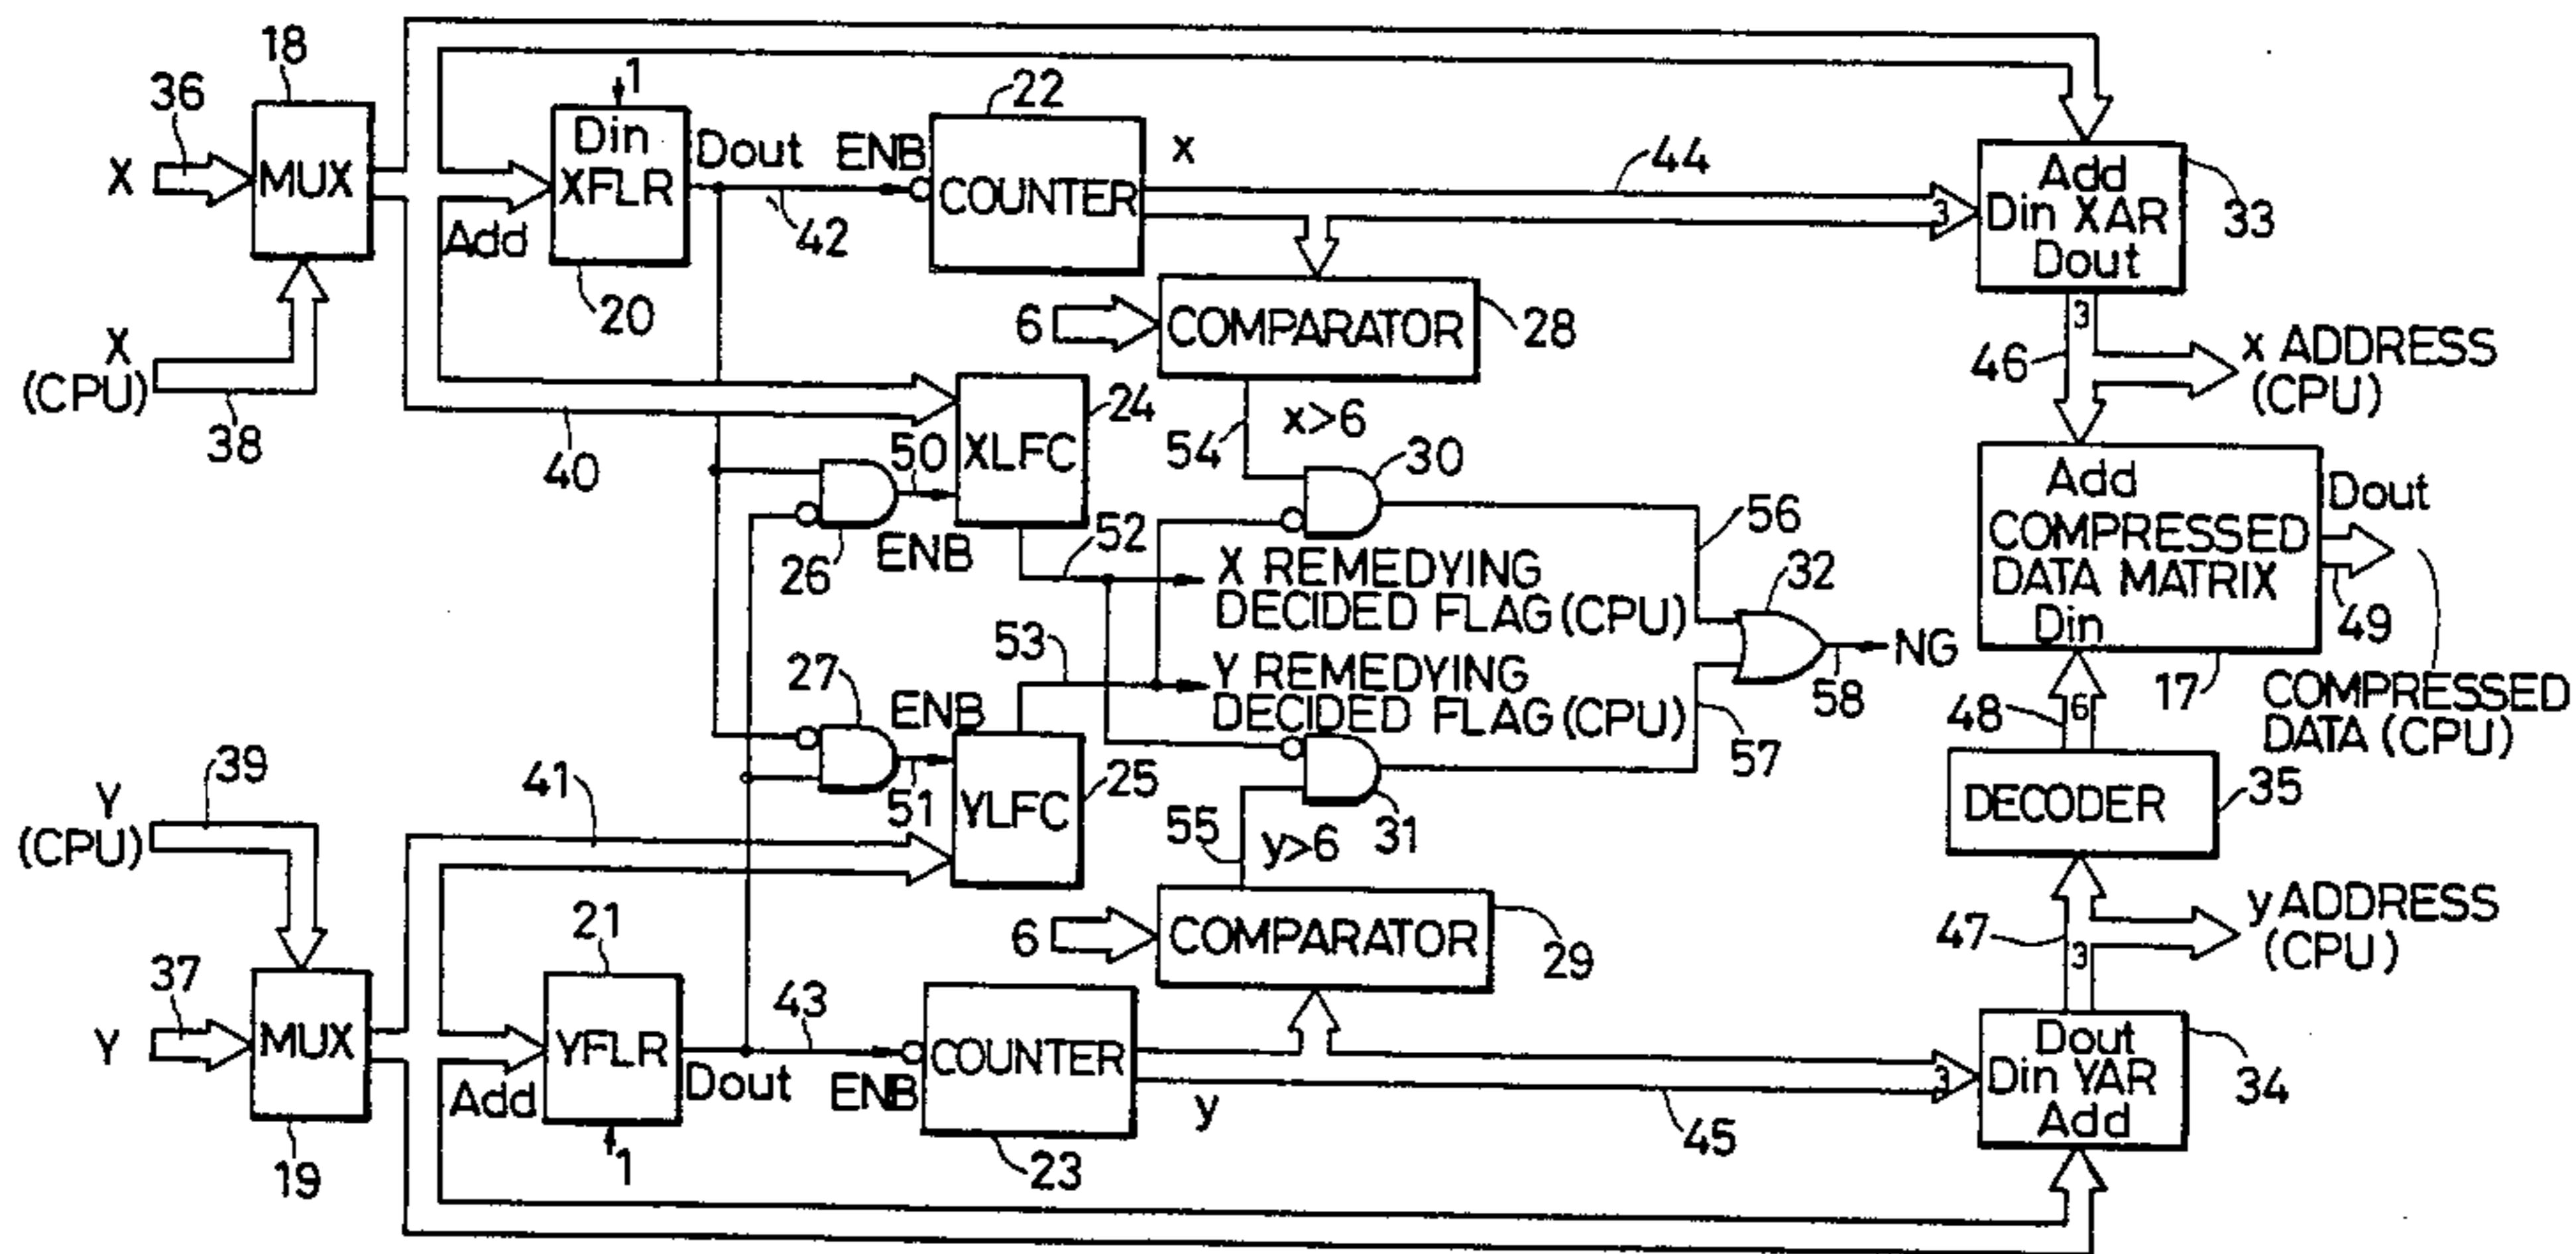 18
36
X
MUX
X
(CPU)
38
1
Din
XFLR
Add
20
Dout
42
ENB
22
COUNTER
x
44
3
Add
Din XAR
Dout
33
3
46
x ADDRESS
(CPU)
6
COMPARATOR
28
40
XLFC
24
50
ENB
26
52
54
x>6
30
56
X REMEDYING
DECIDED FLAG (CPU)
53
Y REMEDYING
DECIDED FLAG (CPU)
32
58
NG
57
Add
COMPRESSED
DATA MATRIX
Din
Dout
49
17
COMPRESSED
DATA (CPU)
27
ENB
51
YLFC
25
31
55
y>6
48
6
DECODER
35
39
Y
(CPU)
41
37
Y
MUX
19
21
YFLR
Add
1
Dout
43
ENB
COUNTER
23
y
6
COMPARATOR
29
45
3
47
3
y ADDRESS
(CPU)
Dout
Din YAR
Add
34